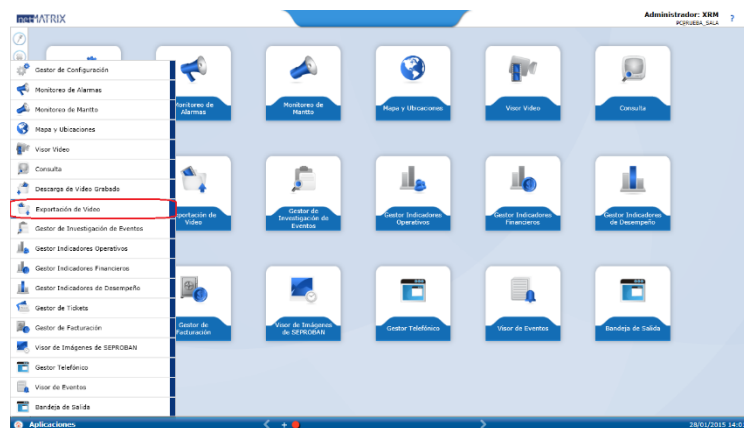 netMATRIX
Administrador: XRM
PCPRUEBA_SALA
?
Gestor de Configuración
Monitoreo de Alarmas
Monitoreo de Mantto
Mapa y Ubicaciones
Visor Video
Consulta
Descarga de Video Grabado
Exportación de Video
Gestor de Investigación de Eventos
Gestor Indicadores Operativos
Gestor Indicadores Financieros
Gestor Indicadores de Desempeño
Gestor de Tickets
Gestor de Facturación
Visor de Imágenes de SEPROBAN
Gestor Telefónico
Visor de Eventos
Bandeja de Salida
Monitoreo de
Alarmas
Monitoreo de
Mantto
Mapa y Ubicaciones
Visor Video
Consulta
portación de
Video
Gestor de
Investigación de
Eventos
Gestor Indicadores
Operativos
Gestor Indicadores
Financieros
Gestor Indicadores
de Desempeño
Gestor de
Facturación
Visor de Imágenes
de SEPROBAN
Gestor Telefónico
Visor de Eventos
Bandeja de Salida
Aplicaciones
28/01/2015 14:0